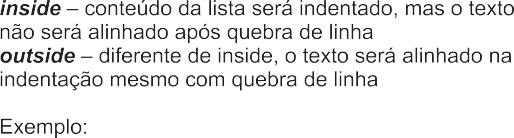 inside – conteúdo da lista será indentado, mas o texto
não será alinhado após quebra de linha
outside – diferente de inside, o texto será alinhado na
indentação mesmo com quebra de linha
Exemplo: